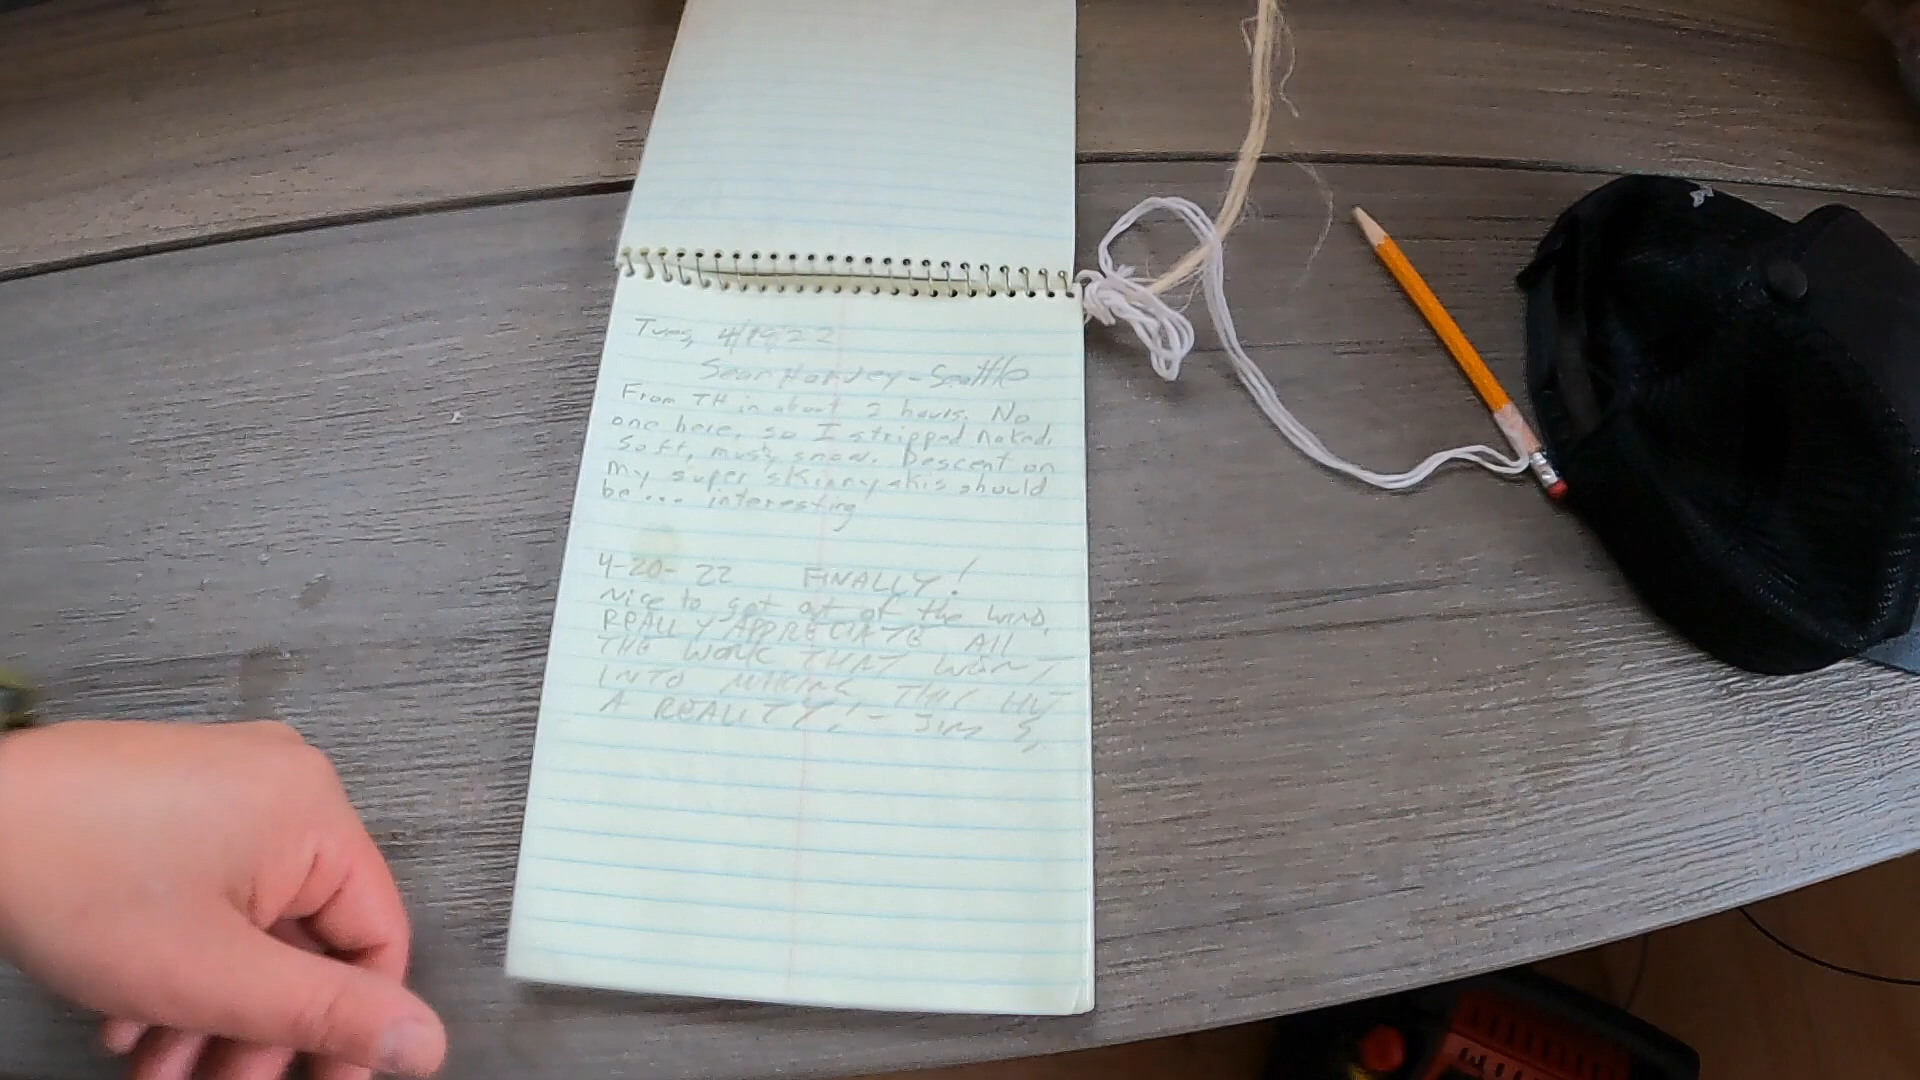 Tues, 4/19/22
Sean Harvey - Seattle
From TH in about 2 hours. No
one here, so I stripped naked.
Soft, mushy snow. Descent on
my super skinny skis should
be... interesting
4-20-22 FINALLY!
Nice to get out of the wind.
REALLY APPRECIATE All
THE WORK THAT WENT
INTO MAKING THIS HUT
A REALITY! - JIM S.